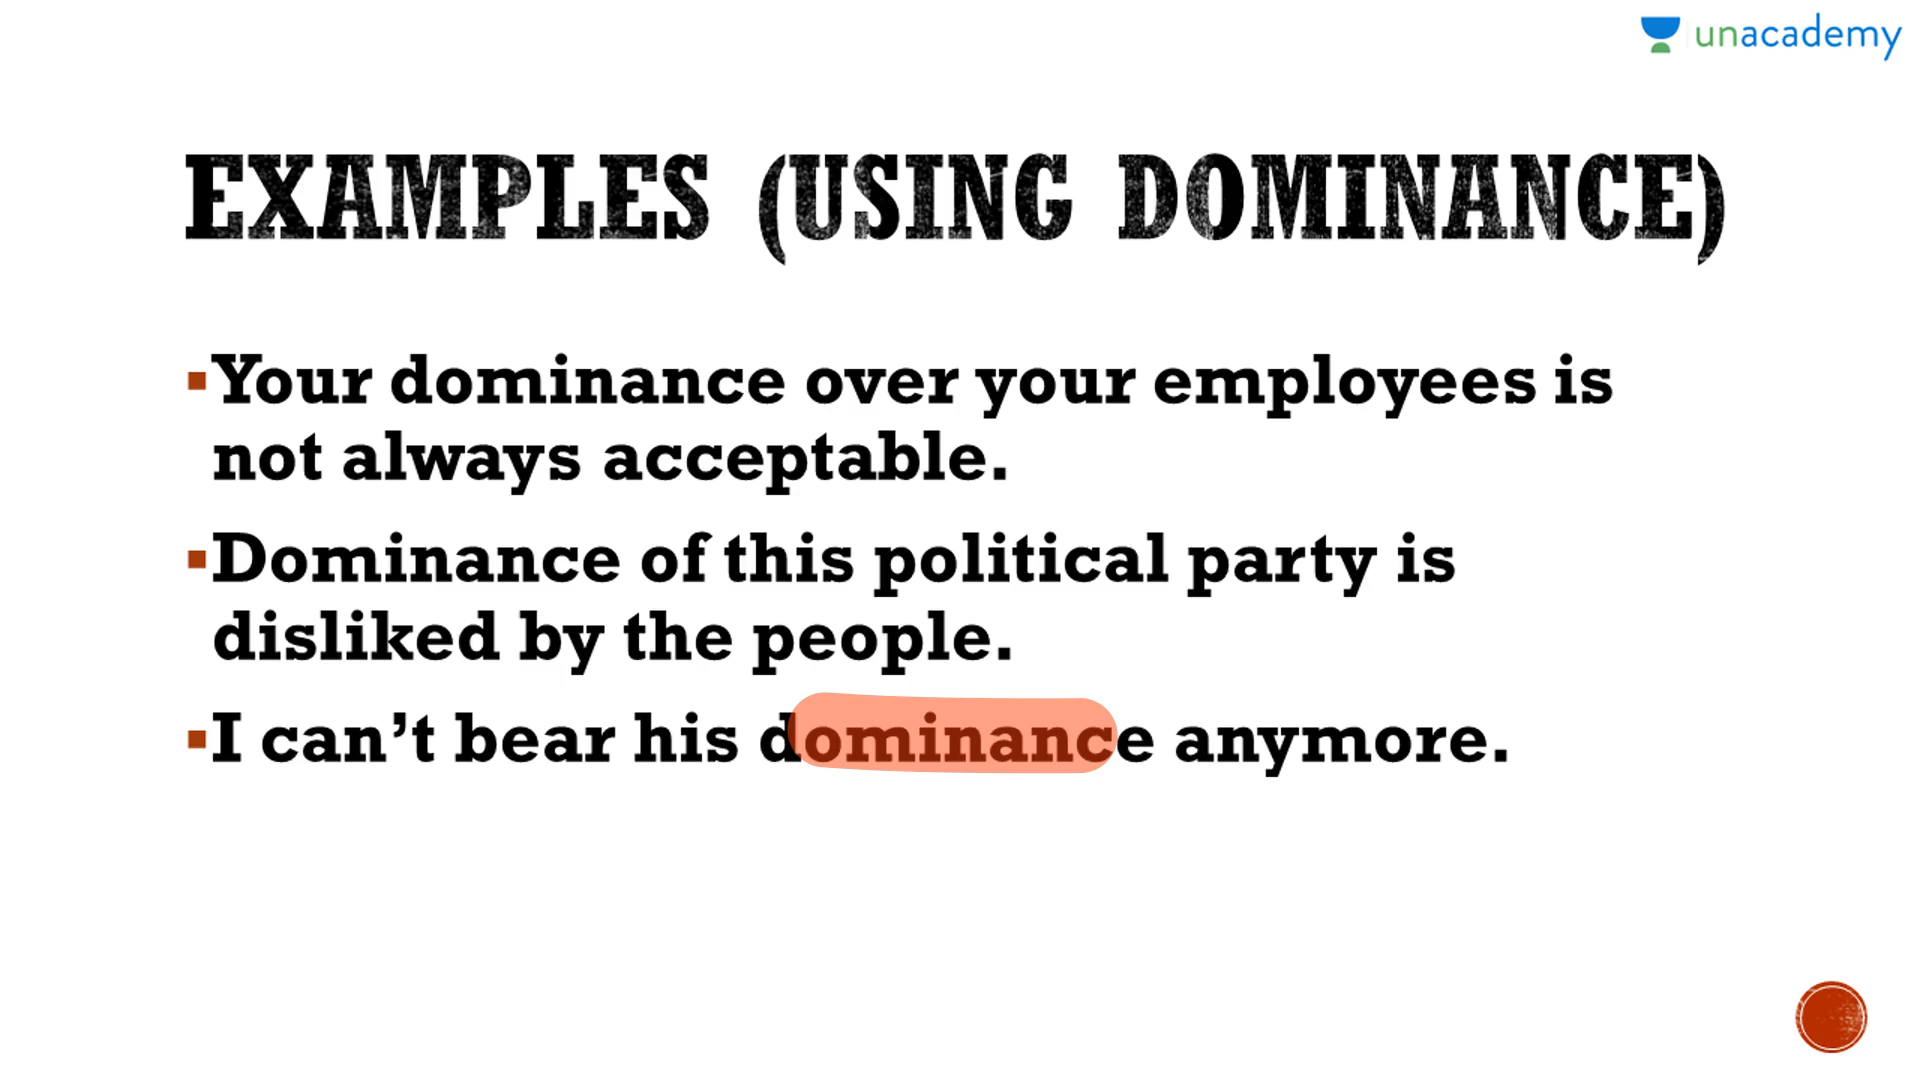 unacademy
EXAMPLES (USING DOMINANCE)
▪Your dominance over your employees is
not always acceptable.
▪Dominance of this political party is
disliked by the people.
▪I can’t bear his dominance anymore.